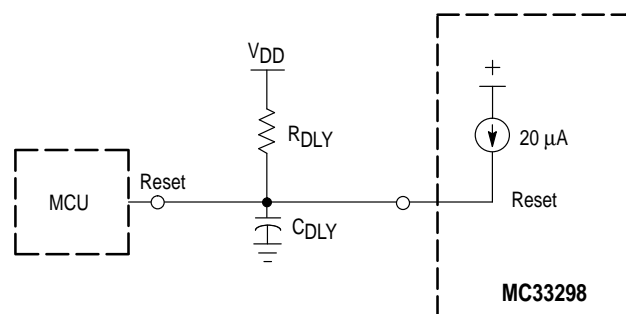 VDD
+
RDLY
20 μA
MCU
Reset
Reset
CDLY
MC33298